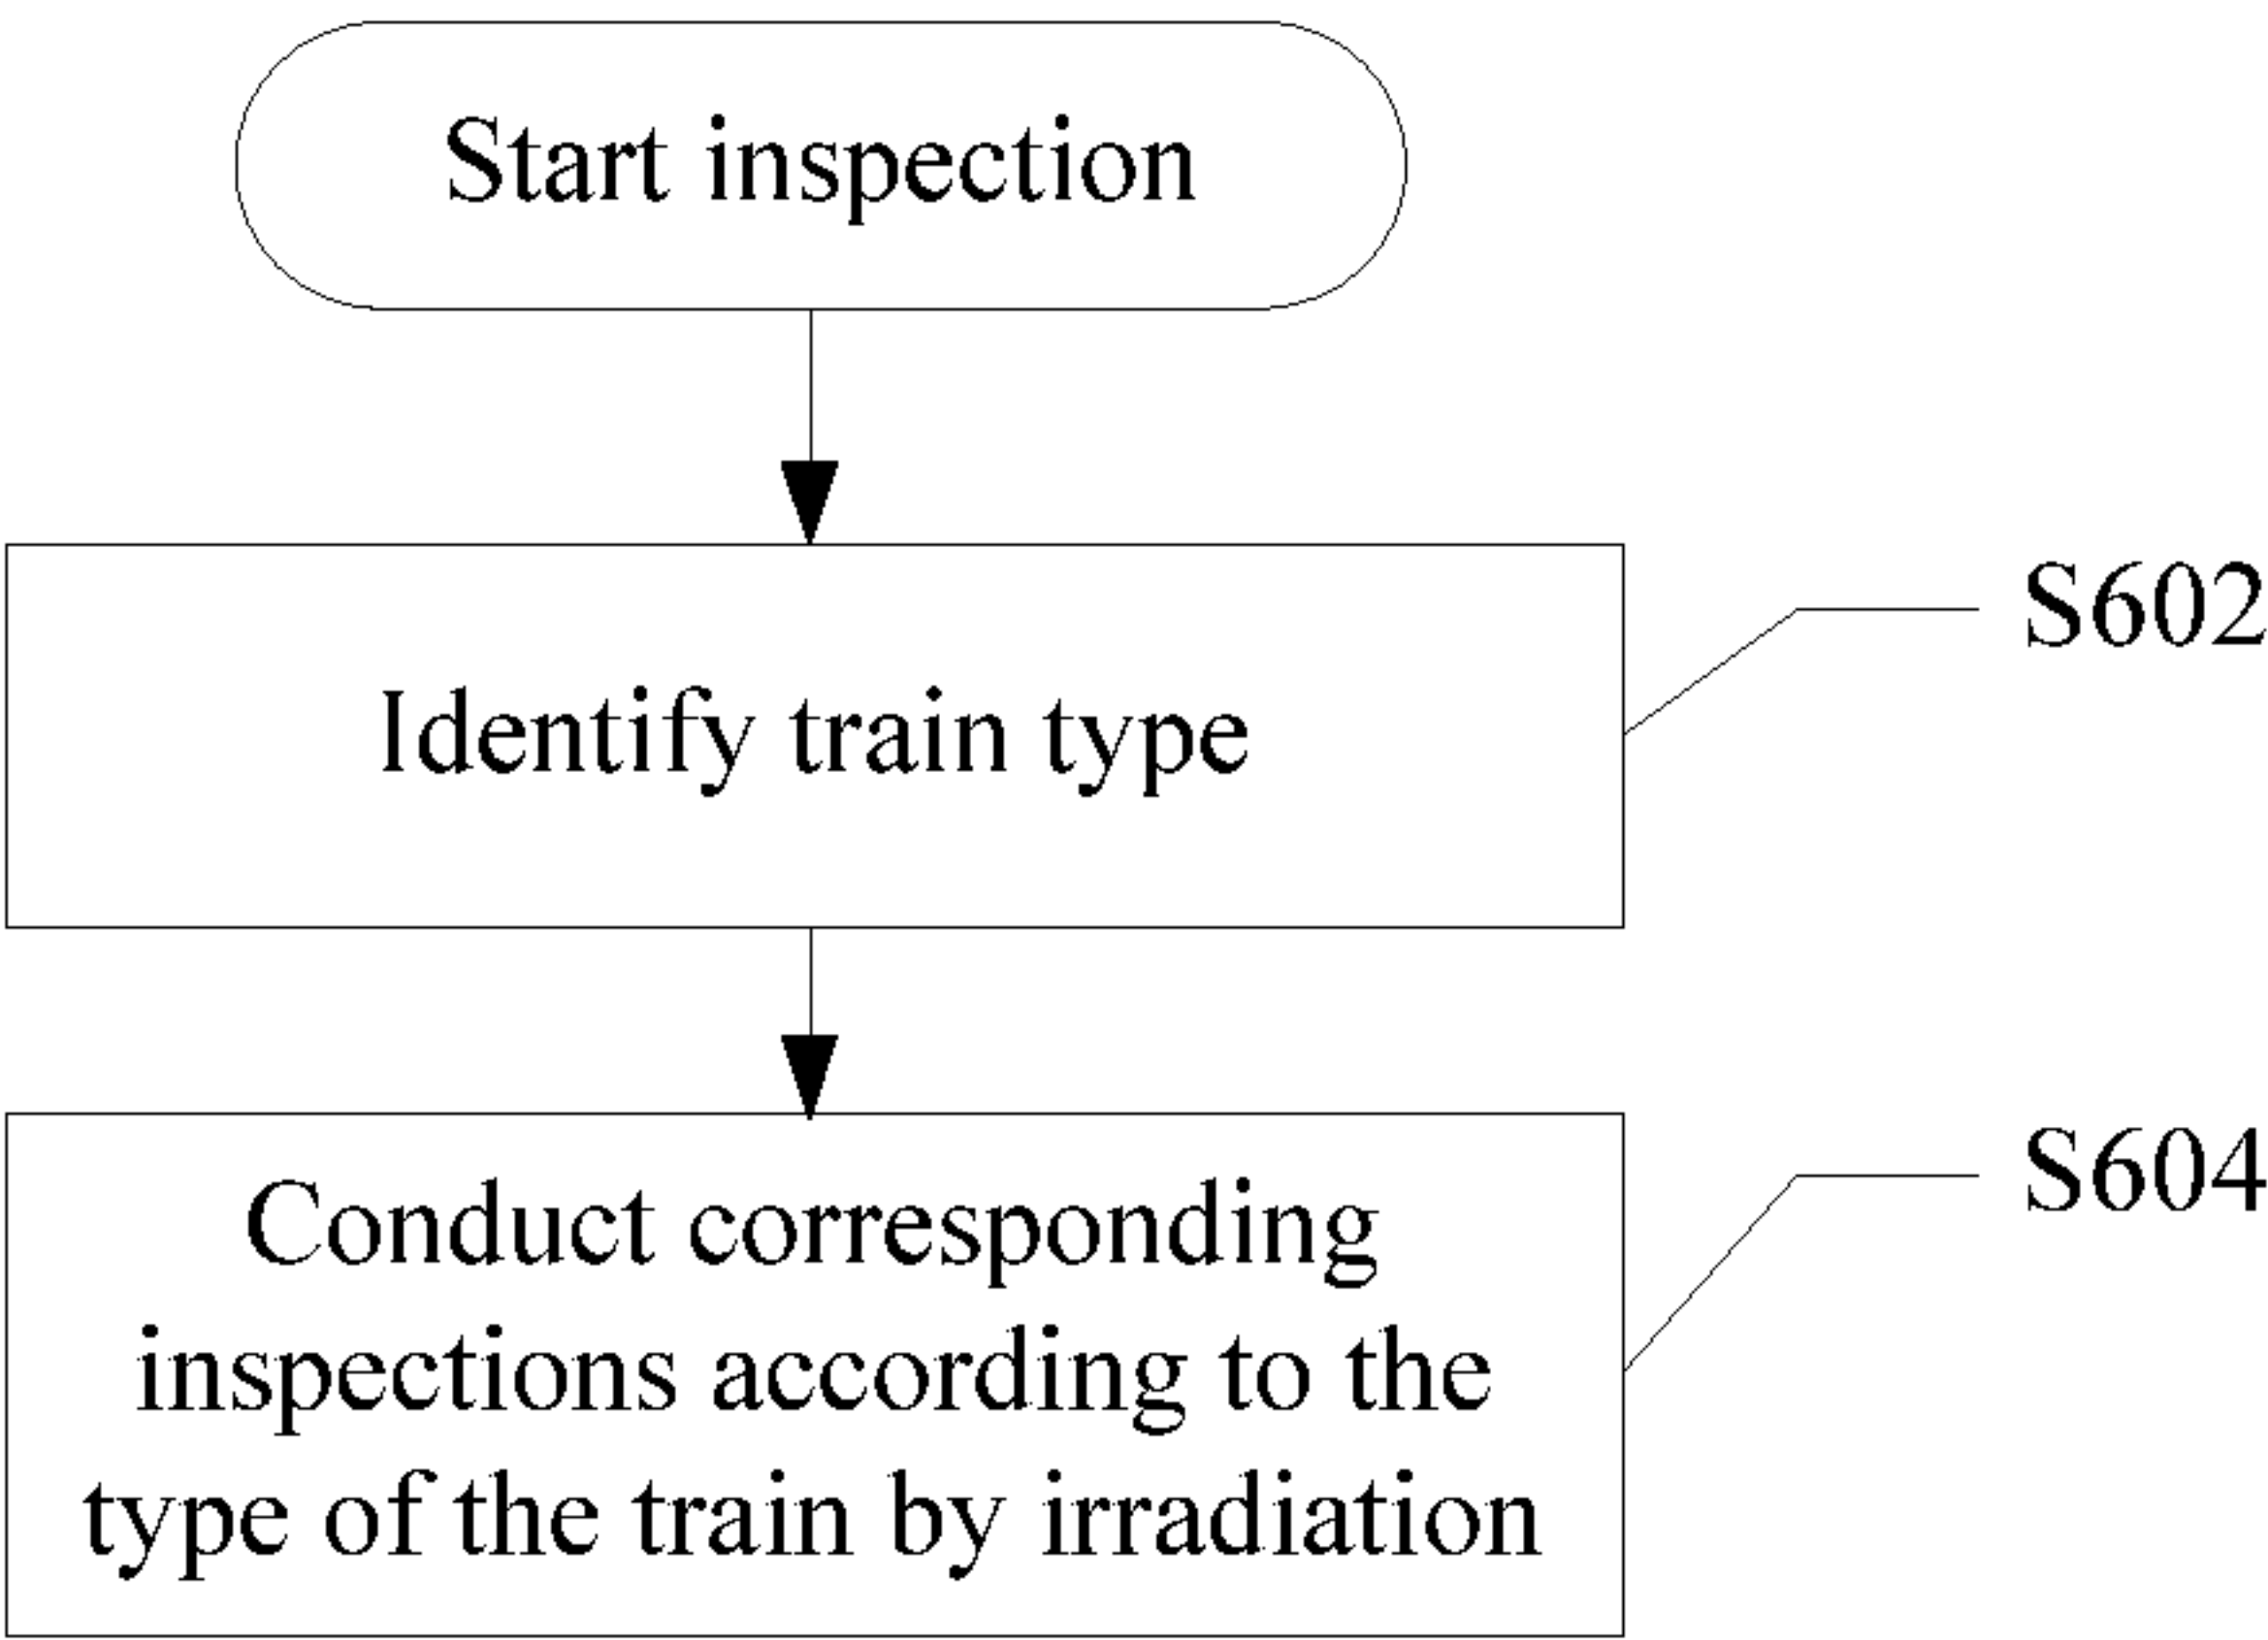 Start inspection
Identify train type
S602
Conduct corresponding
inspections according to the
type of the train by irradiation
S604